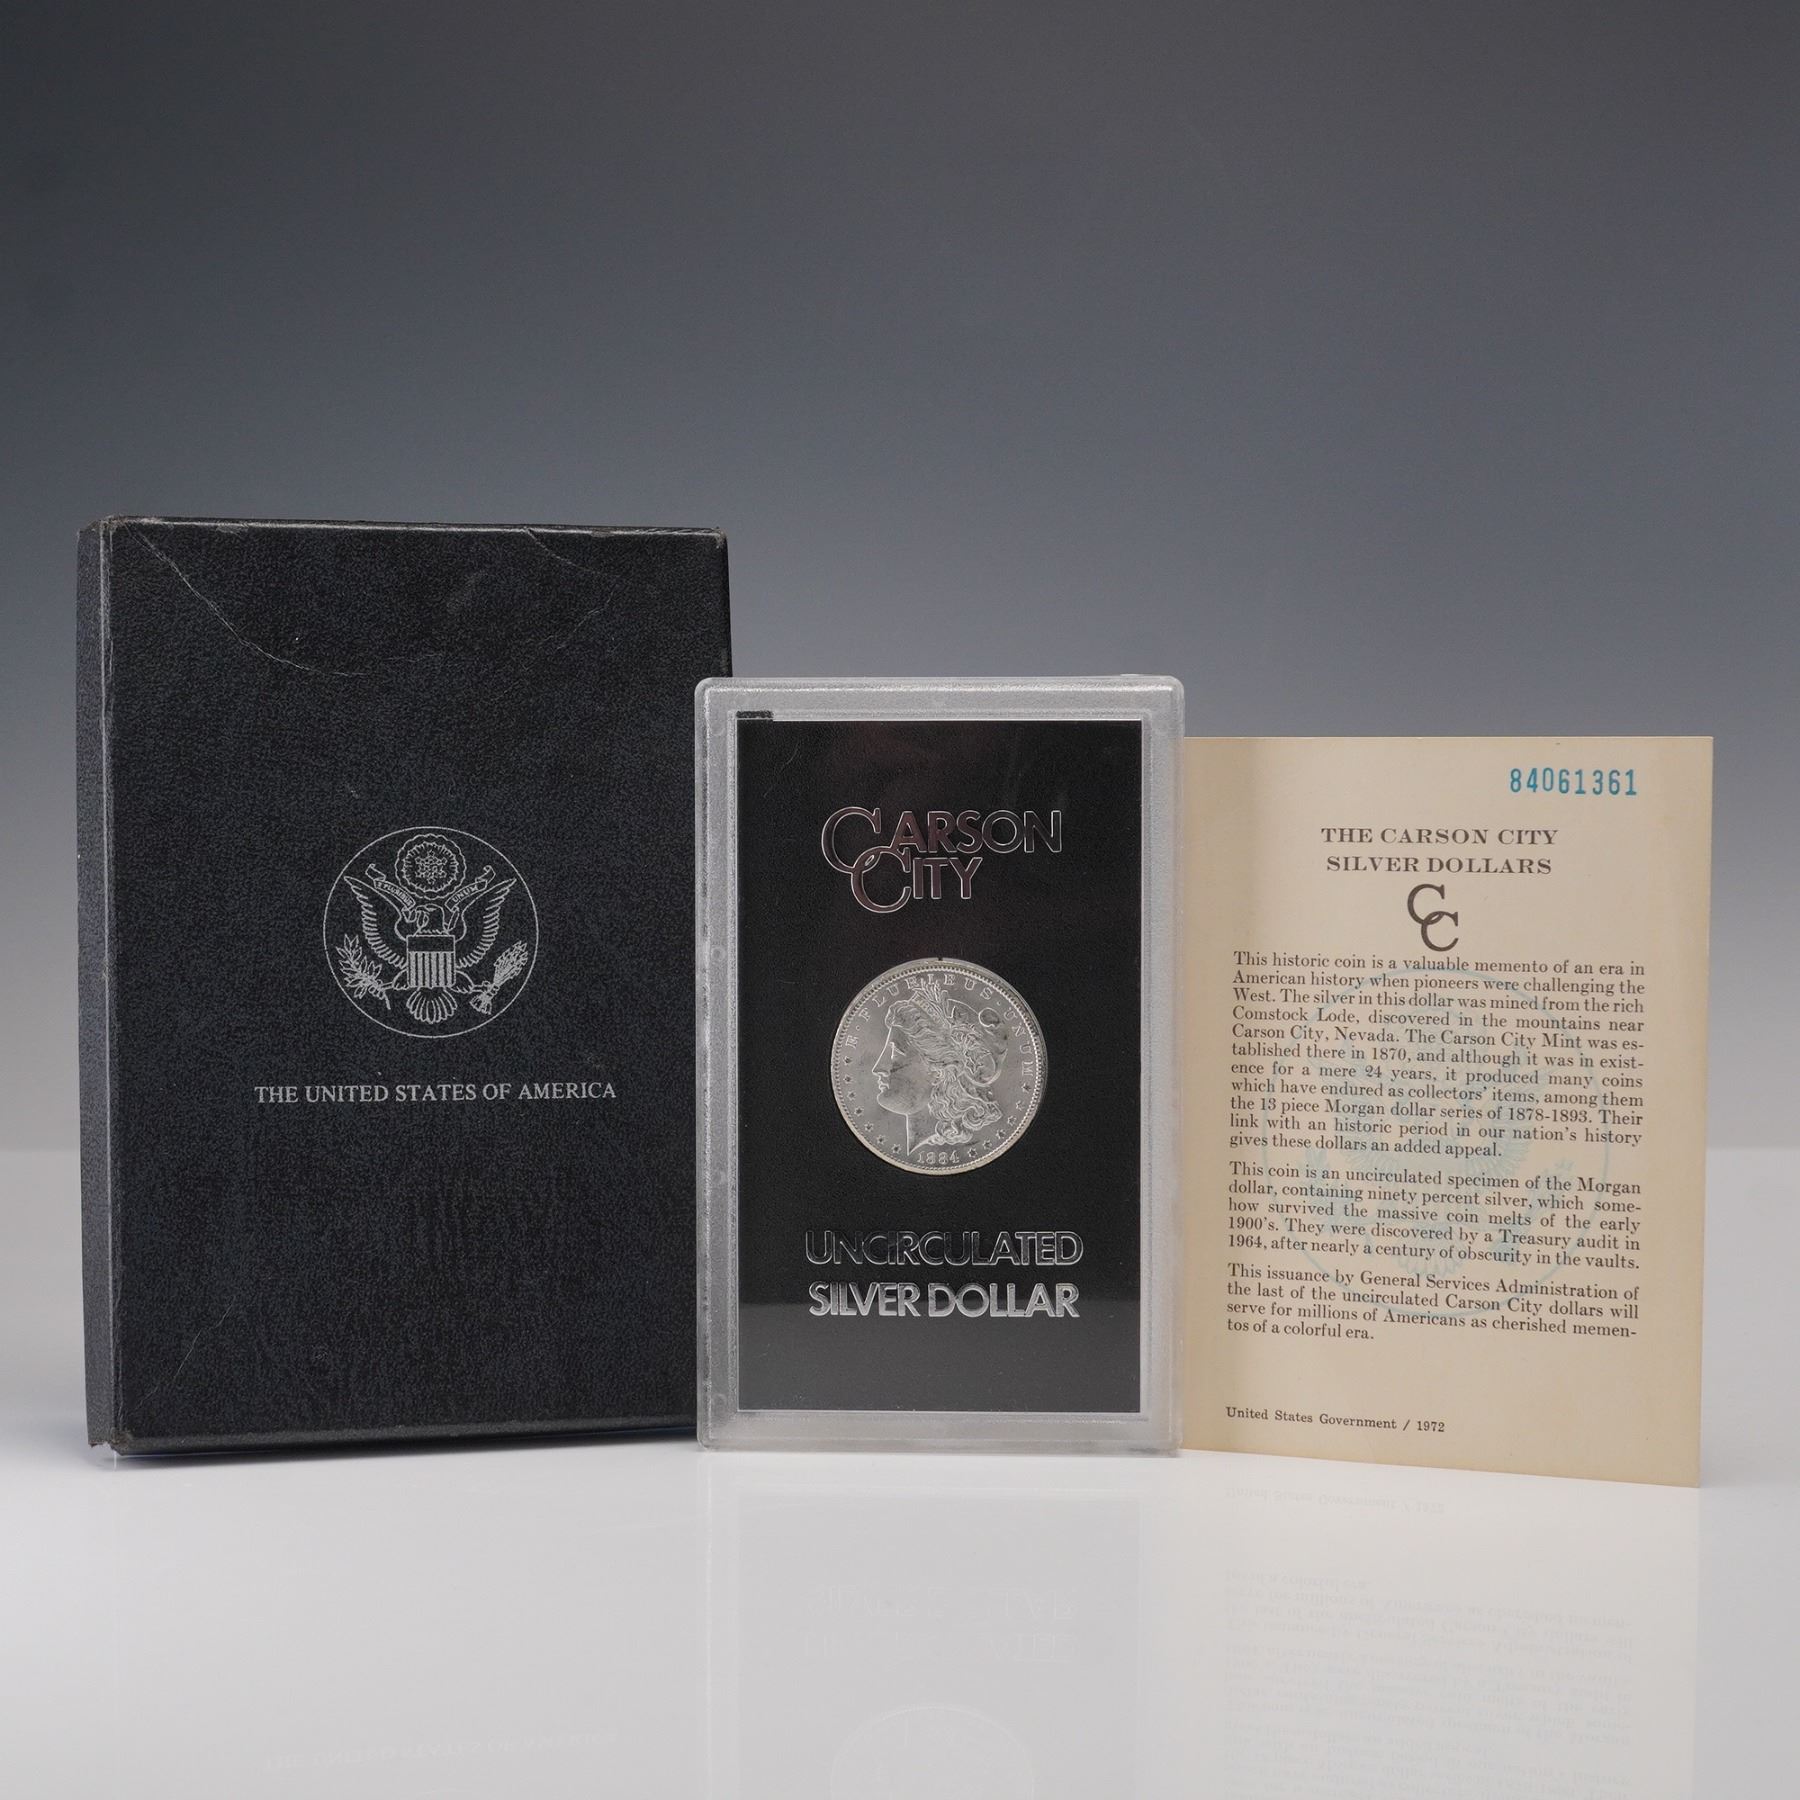 E PLURIBUS UNUM
THE UNITED STATES OF AMERICA
CARSON
CITY
E·PLURIBUS·UNUM
1884
UNCIRCULATED
SILVER DOLLAR
84061361
THE CARSON CITY
SILVER DOLLARS
CC
This historic coin is a valuable memento of an era in
American history when pioneers were challenging the
West. The silver in this dollar was mined from the rich
Comstock Lode, discovered in the mountains near
Carson City, Nevada. The Carson City Mint was es-
tablished there in 1870, and although it was in exist-
ence for a mere 24 years, it produced many coins
which have endured as collectors' items, among them
the 13 piece Morgan dollar series of 1878-1893. Their
link with an historic period in our nation's history
gives these dollars an added appeal.
This coin is an uncirculated specimen of the Morgan
dollar, containing ninety percent silver, which some-
how survived the massive coin melts of the early
1900's. They were discovered by a Treasury audit in
1964, after nearly a century of obscurity in the vaults.
This issuance by General Services Administration of
the last of the uncirculated Carson City dollars will
serve for millions of Americans as cherished memen-
tos of a colorful era.
United States Government / 1972